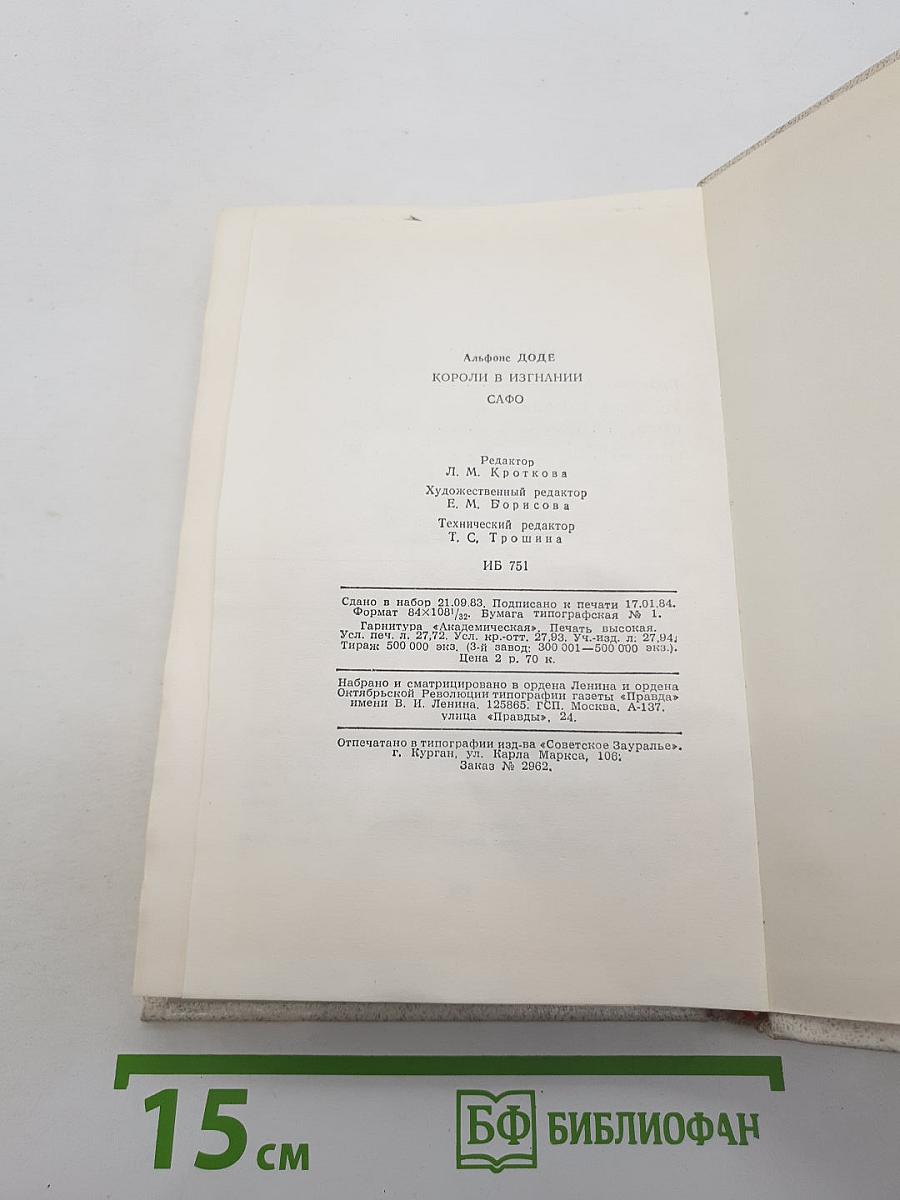 Альфонс ДОДЕ
КОРОЛИ В ИЗГНАНИИ
САФО
Редактор
Л. М. Кроткова
Художественный редактор
Е. М. Борисова
Технический редактор
Т. С. Трошина
ИБ 751
Сдано в набор 21.09.83. Подписано к печати 17.01.84.
Формат 84×108¹/₃₂. Бумага типографская № 1.
Гарнитура «Академическая». Печать высокая.
Усл. печ. л. 27,72. Усл. кр.-отт. 27,93. Уч.-изд. л: 27,94;
Тираж 500 000 экз. (3-й завод: 300 001—500 000 экз.).
Цена 2 р. 70 к.
Набрано и сматрицировано в ордена Ленина и ордена
Октябрьской Революции типографии газеты «Правда»
имени В. И. Ленина. 125865. ГСП. Москва, А-137.
улица «Правды», 24.
Отпечатано в типографии изд-ва «Советское Зауралье».
г. Курган, ул. Карла Маркса, 106:
Заказ № 2962.
15 см
БФ БИБЛИОФАН